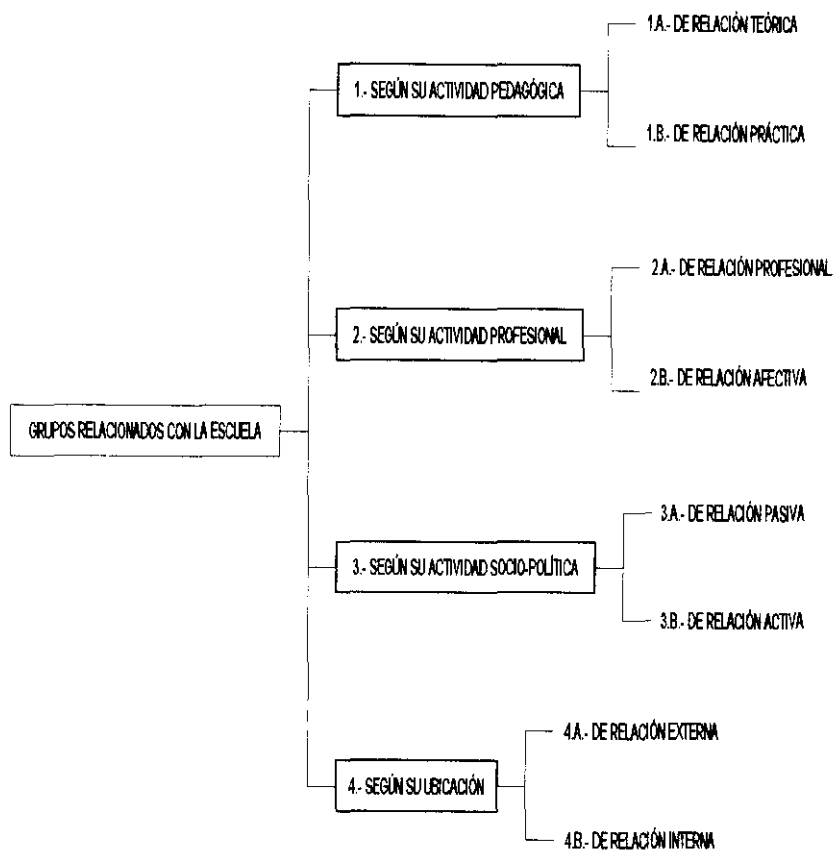 GRUPOS RELACIONADOS CON LA ESCUELA
1.- SEGÚN SU ACTIVIDAD PEDAGÓGICA
1.A.- DE RELACIÓN TEÓRICA
1.B.- DE RELACIÓN PRÁCTICA
2.- SEGÚN SU ACTIVIDAD PROFESIONAL
2.A.- DE RELACIÓN PROFESIONAL
2.B.- DE RELACIÓN AFECTIVA
3.- SEGÚN SU ACTIVIDAD SOCIO-POLÍTICA
3.A.- DE RELACIÓN PASIVA
3.B.- DE RELACIÓN ACTIVA
4.- SEGÚN SU UBICACIÓN
4.A.- DE RELACIÓN EXTERNA
4.B.- DE RELACIÓN INTERNA